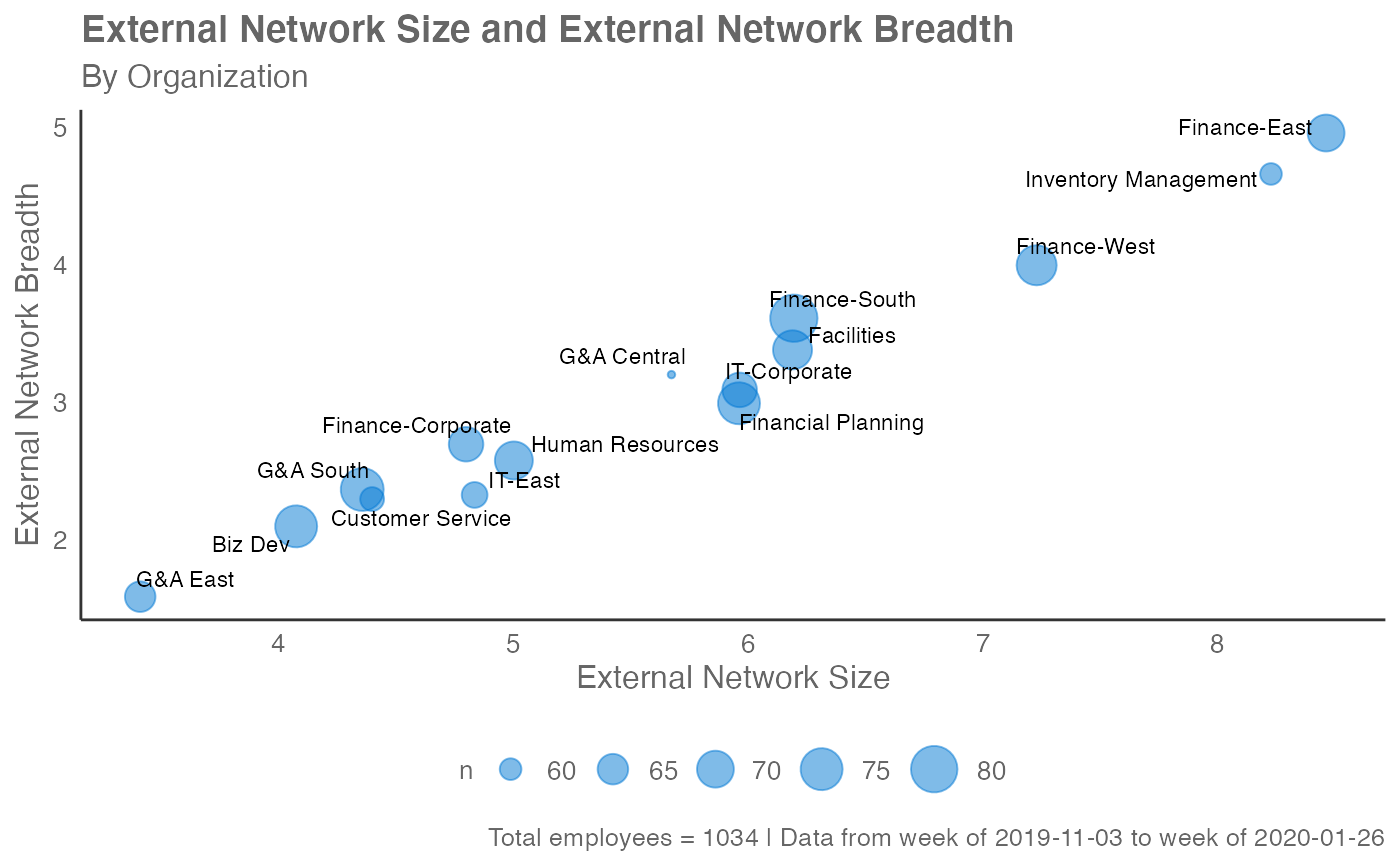 External Network Size and External Network Breadth
By Organization
External Network Breadth
5
4
3
2
Finance-East
Inventory Management
Finance-West
Finance-South
Facilities
G&A Central
IT-Corporate
Financial Planning
Finance-Corporate
Human Resources
G&A South
IT-East
Customer Service
Biz Dev
G&A East
4 5 6 7 8
External Network Size
n 60 65 70 75 80
Total employees = 1034 | Data from week of 2019-11-03 to week of 2020-01-26